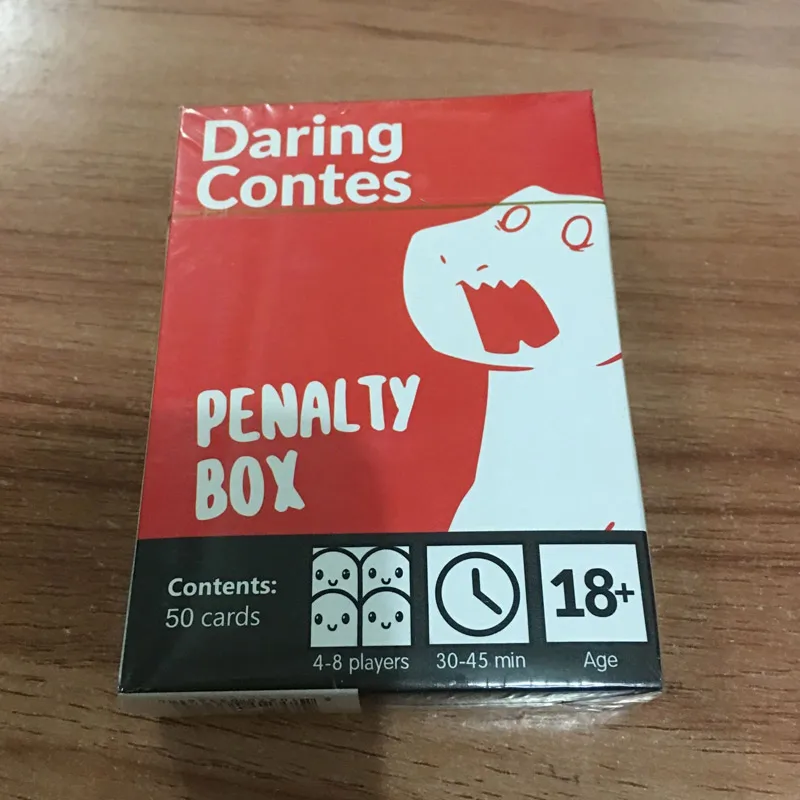 Daring
Contes
PENALTY
BOX
Contents:
50 cards
4-8 players
30-45 min
18+
Age